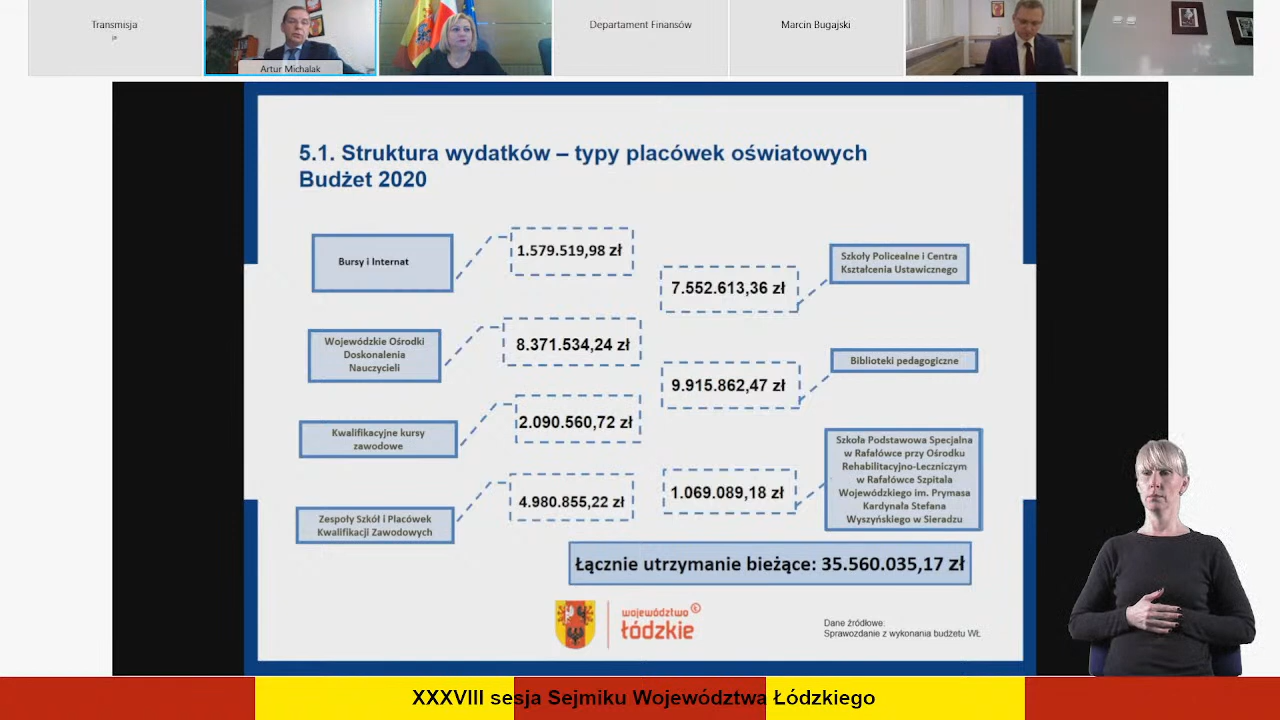 Transmisja
Artur Michalak
Departament Finansów
Marcin Bugajski
5.1. Struktura wydatków – typy placówek oświatowych
Budżet 2020
Bursy i Internat
1.579.519,98 zł
Wojewódzkie Ośrodki
Doskonalenia
Nauczycieli
8.371.534,24 zł
Kwalifikacyjne kursy
zawodowe
2.090.560,72 zł
Zespoły Szkół i Placówek
Kwalifikacji Zawodowych
4.980.855,22 zł
7.552.613,36 zł
Szkoły Policealne i Centra
Kształcenia Ustawicznego
9.915.862,47 zł
Biblioteki pedagogiczne
1.069.089,18 zł
Szkoła Podstawowa Specjalna
w Rafałówce przy Ośrodku
Rehabilitacyjno-Leczniczym
w Rafałówce Szpitala
Wojewódzkiego im. Prymasa
Kardynała Stefana
Wyszyńskiego w Sieradzu
Łącznie utrzymanie bieżące: 35.560.035,17 zł
województwo
łódzkie
Dane źródłowe:
Sprawozdanie z wykonania budżetu WŁ
XXXVIII sesja Sejmiku Województwa Łódzkiego